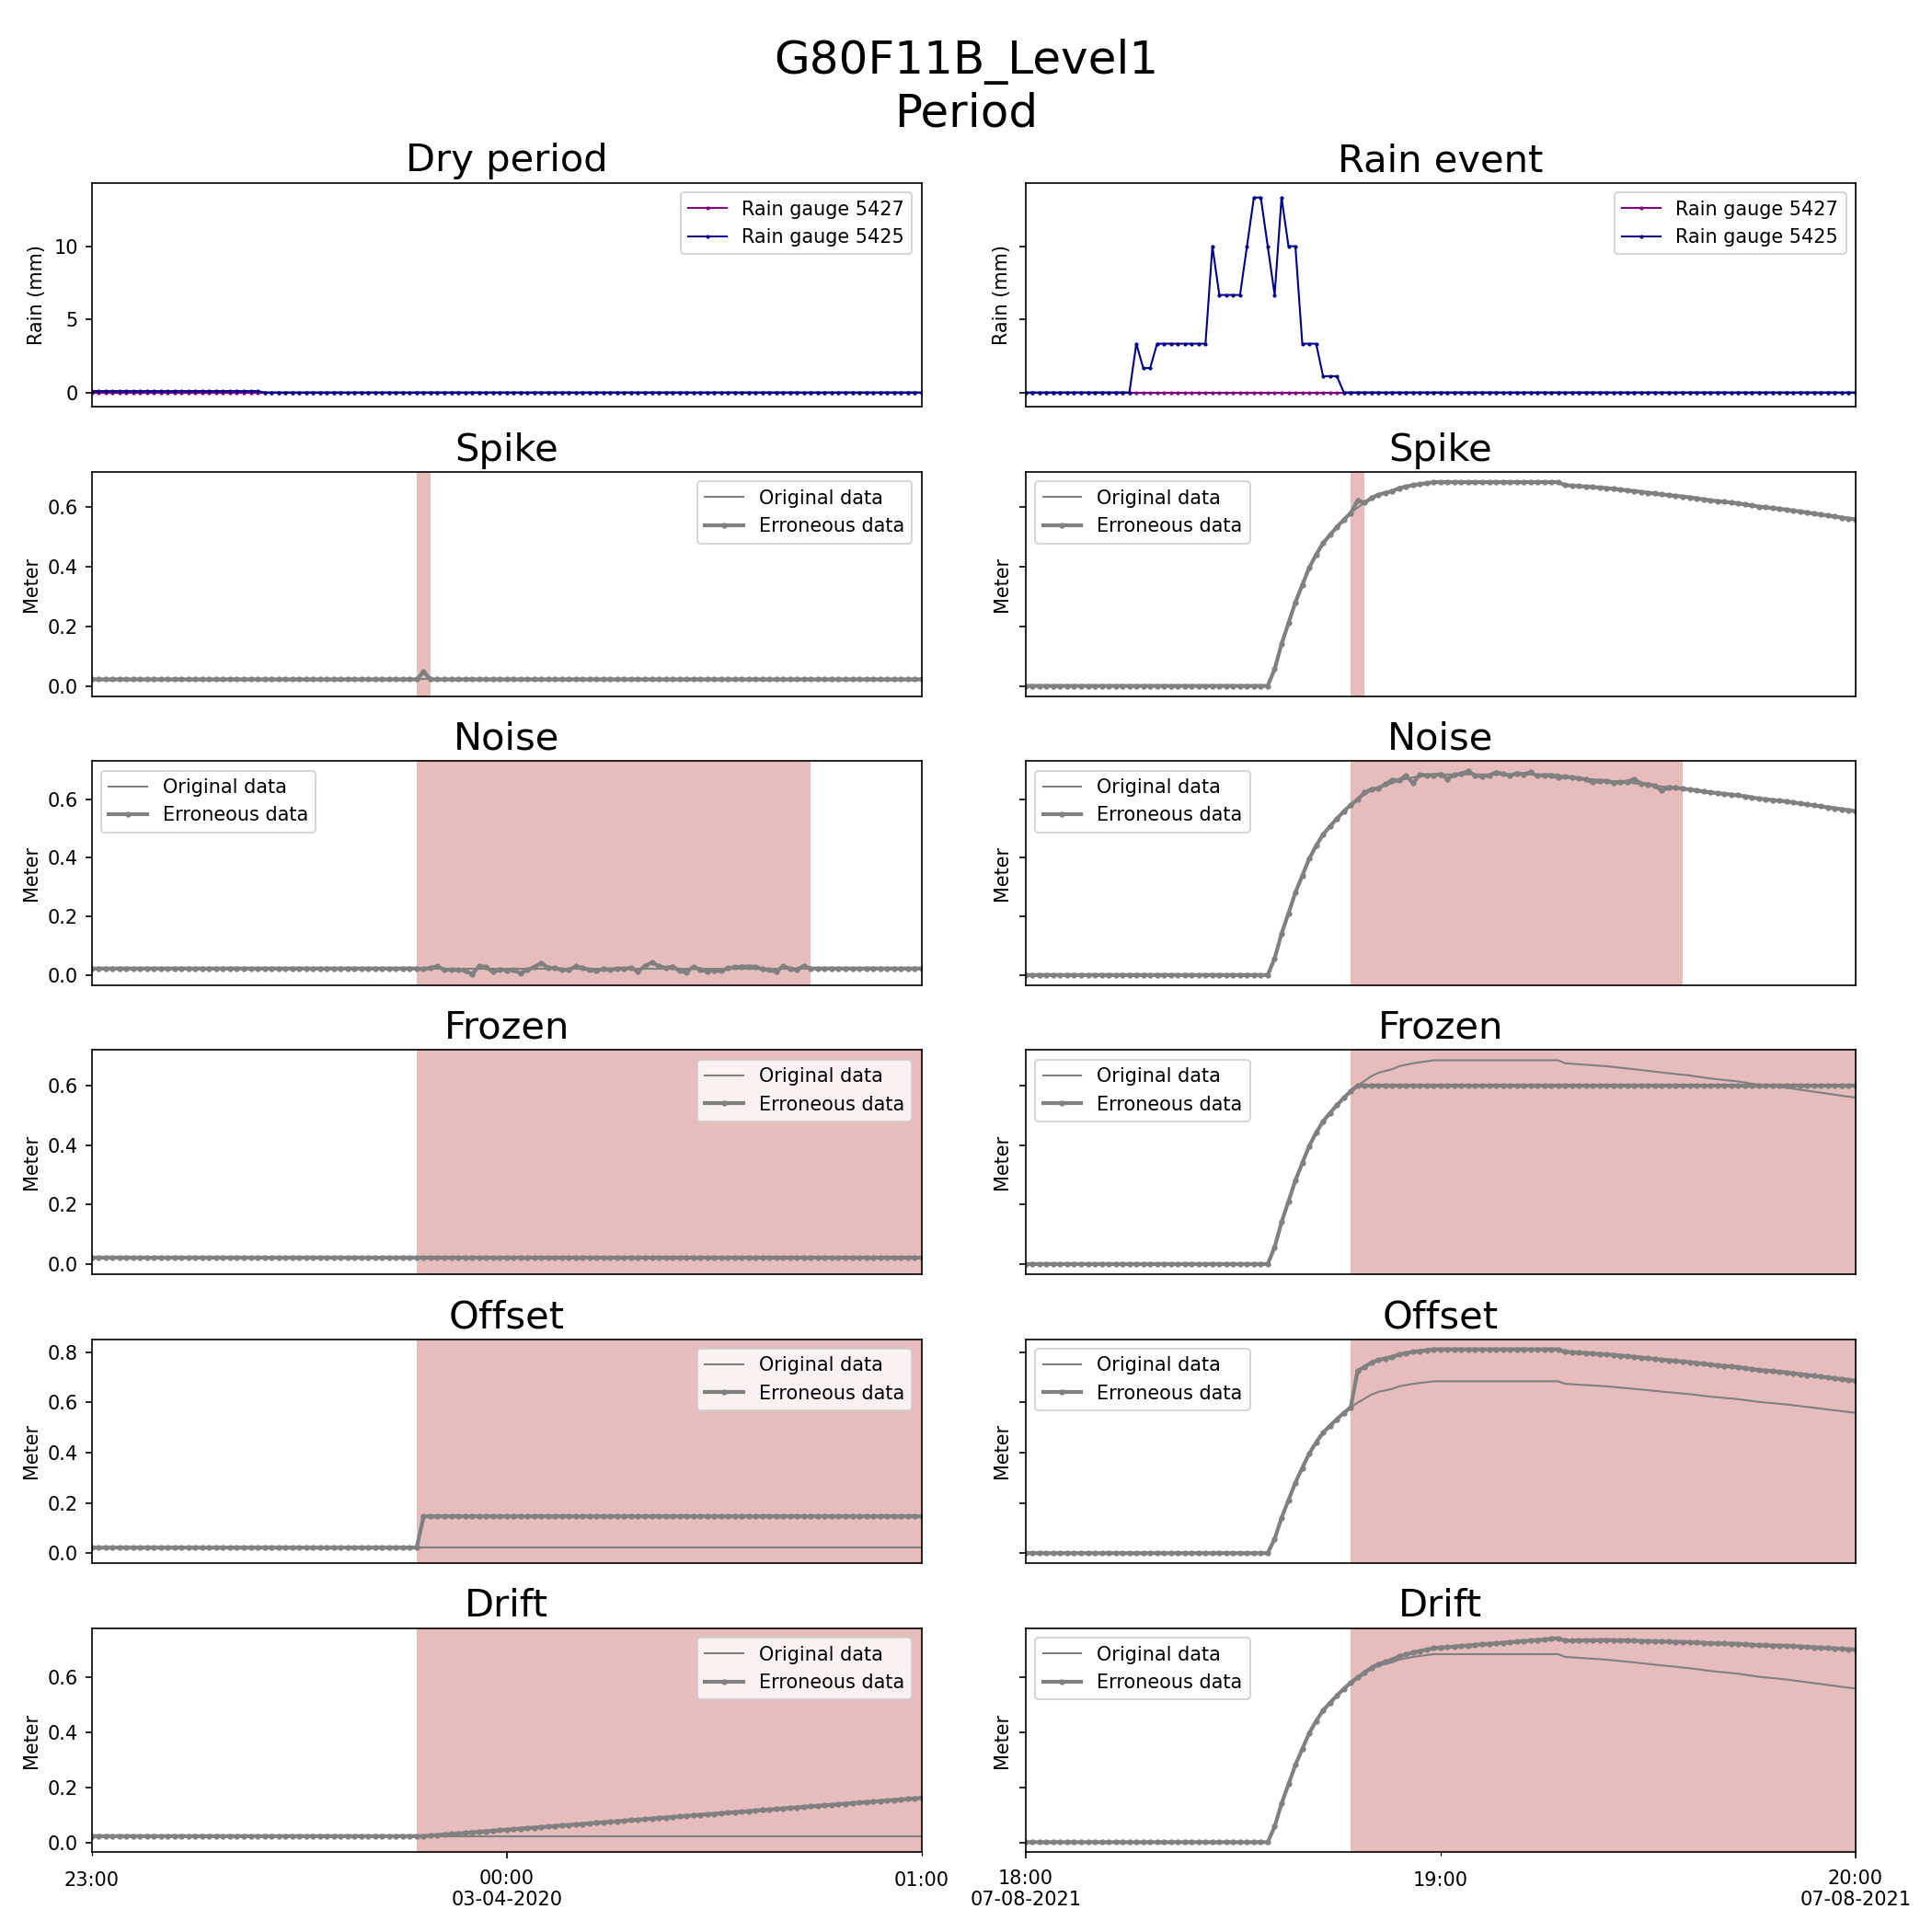 G80F11B_Level1
Period
Dry period
Rain event
Rain (mm)
10
5
0
Rain gauge 5427
Rain gauge 5425
Rain (mm)
Rain gauge 5427
Rain gauge 5425
Spike
Spike
Meter
0.6
0.4
0.2
0.0
Original data
Erroneous data
Meter
Original data
Erroneous data
Noise
Noise
Meter
0.6
0.4
0.2
0.0
Original data
Erroneous data
Meter
Original data
Erroneous data
Frozen
Frozen
Meter
0.6
0.4
0.2
0.0
Original data
Erroneous data
Meter
Original data
Erroneous data
Offset
Offset
Meter
0.8
0.6
0.4
0.2
0.0
Original data
Erroneous data
Meter
Original data
Erroneous data
Drift
Drift
Meter
0.6
0.4
0.2
0.0
Original data
Erroneous data
Meter
Original data
Erroneous data
23:00
00:00
03-04-2020
01:00
18:00
07-08-2021
19:00
20:00
07-08-2021